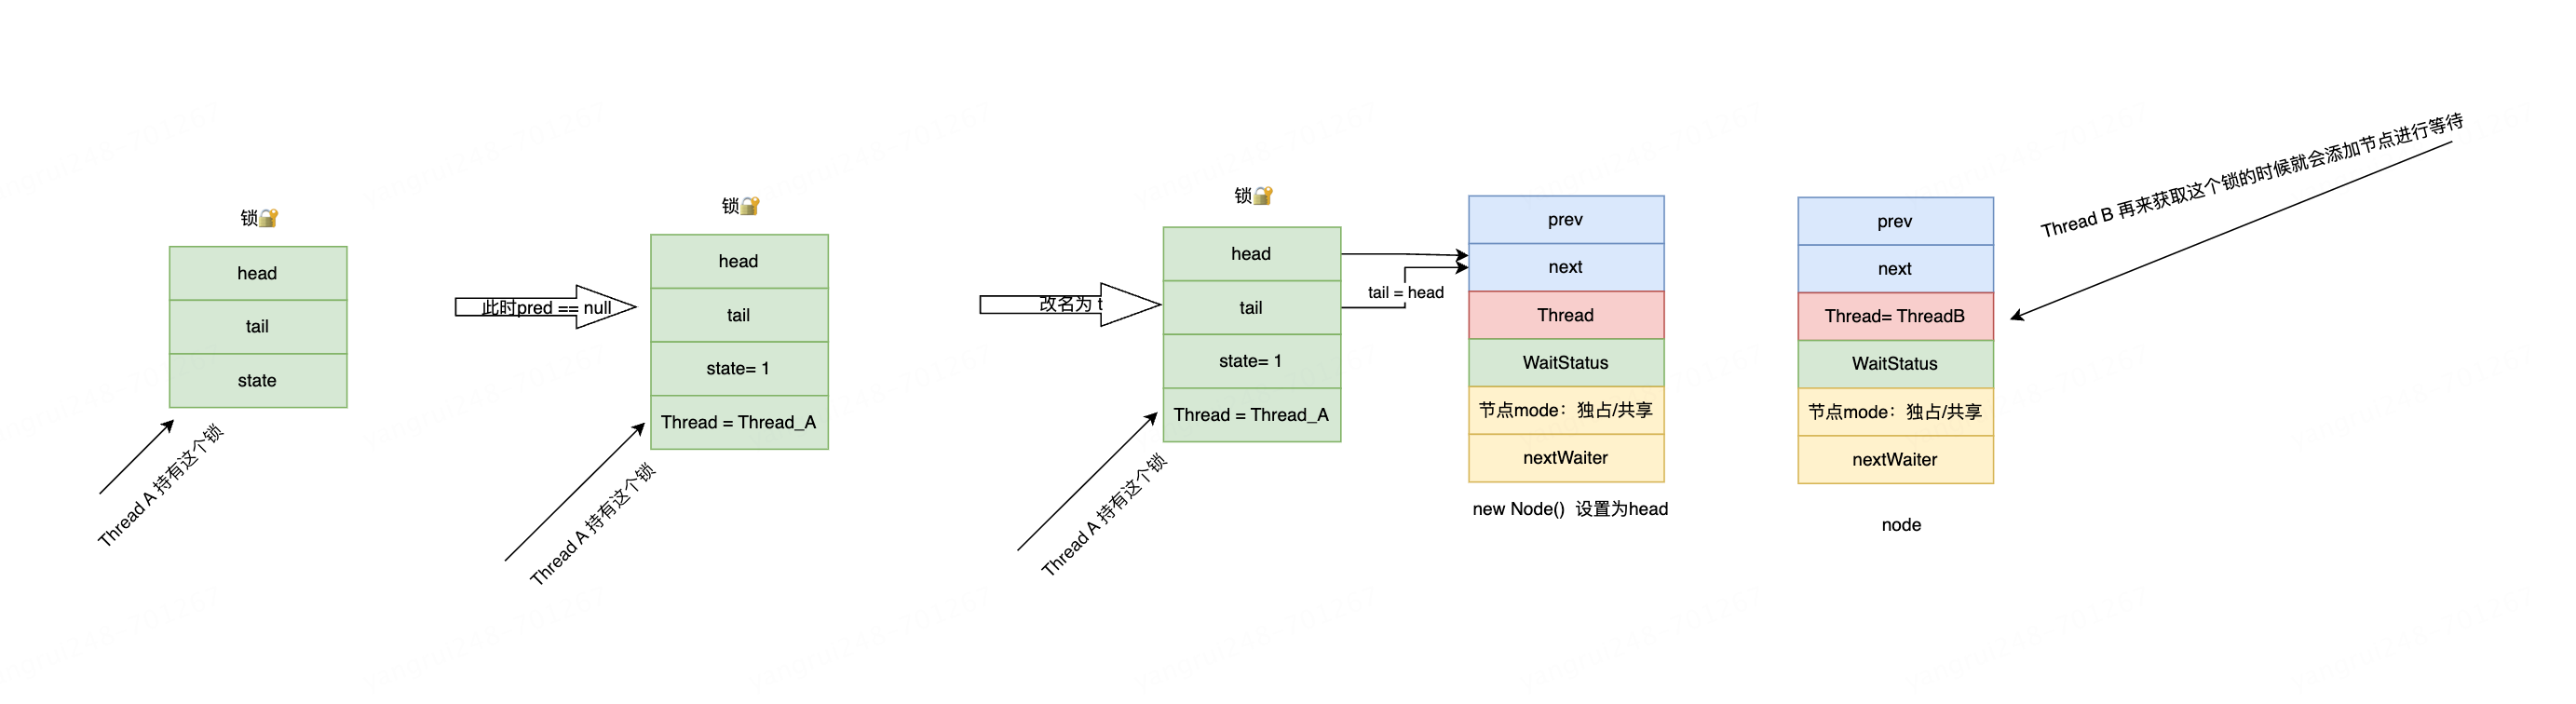 锁🔐
head
tail
state
Thread A 持有这个锁
此时pred == null
锁🔐
head
tail
state= 1
Thread = Thread_A
Thread A 持有这个锁
改名为 t
锁🔐
head
tail
state= 1
Thread = Thread_A
Thread A 持有这个锁
tail = head
prev
next
Thread
WaitStatus
节点mode：独占/共享
nextWaiter
new Node() 设置为head
prev
next
Thread= ThreadB
WaitStatus
节点mode：独占/共享
nextWaiter
node
Thread B 再来获取这个锁的时候就会添加节点进行等待